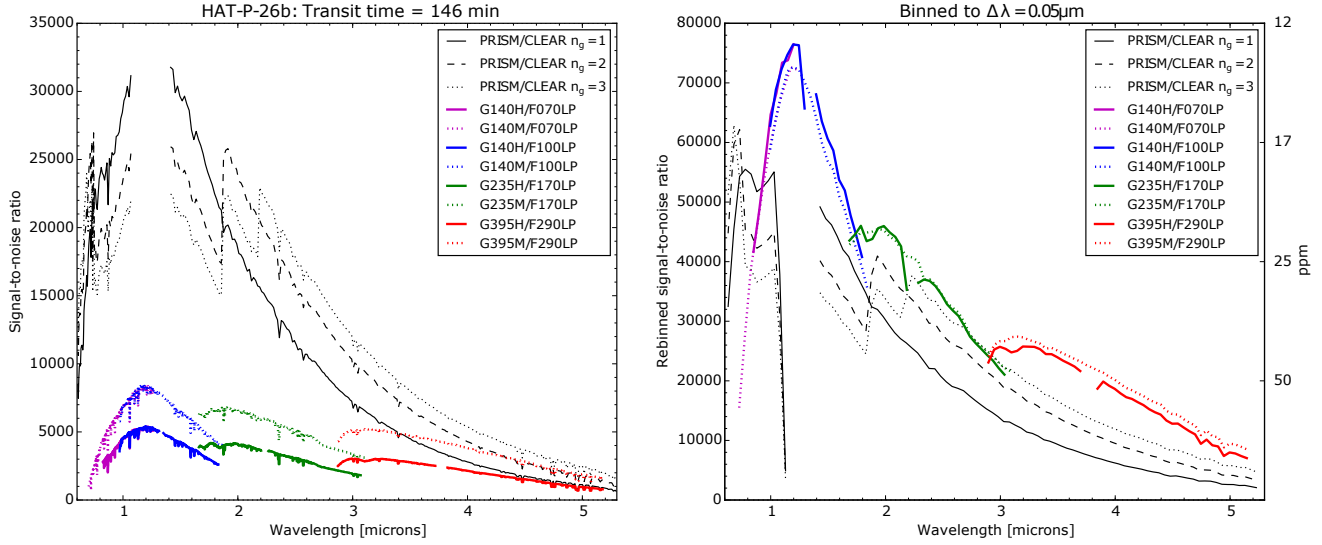 HAT-P-26b: Transit time = 146 min
Signal-to-noise ratio
35000
30000
25000
20000
15000
10000
5000
0
1
2
3
4
5
Wavelength [microns]
PRISM/CLEAR n_g = 1
PRISM/CLEAR n_g = 2
PRISM/CLEAR n_g = 3
G140H/F070LP
G140M/F070LP
G140H/F100LP
G140M/F100LP
G235H/F170LP
G235M/F170LP
G395H/F290LP
G395M/F290LP
Binned to Δλ = 0.05μm
Rebinned signal-to-noise ratio
80000
70000
60000
50000
40000
30000
20000
10000
0
1
2
3
4
5
Wavelength [microns]
PRISM/CLEAR n_g = 1
PRISM/CLEAR n_g = 2
PRISM/CLEAR n_g = 3
G140H/F070LP
G140M/F070LP
G140H/F100LP
G140M/F100LP
G235H/F170LP
G235M/F170LP
G395H/F290LP
G395M/F290LP
12
17
25
50
ppm